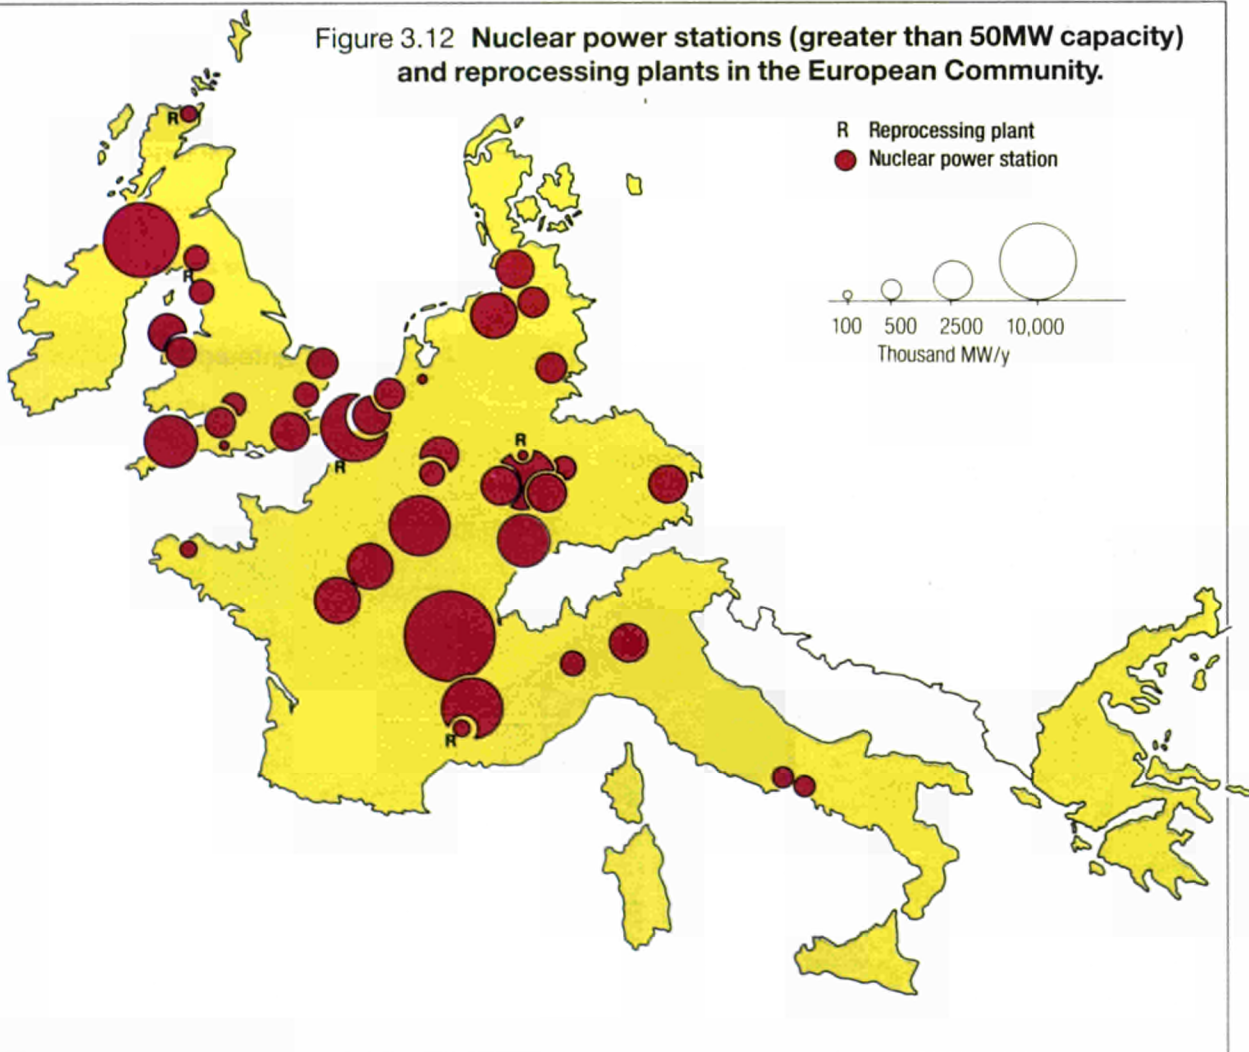 Figure 3.12 Nuclear power stations (greater than 50MW capacity)
and reprocessing plants in the European Community.
R Reprocessing plant
Nuclear power station
100 500 2500 10,000
Thousand MW/y
R
R
R
R
R